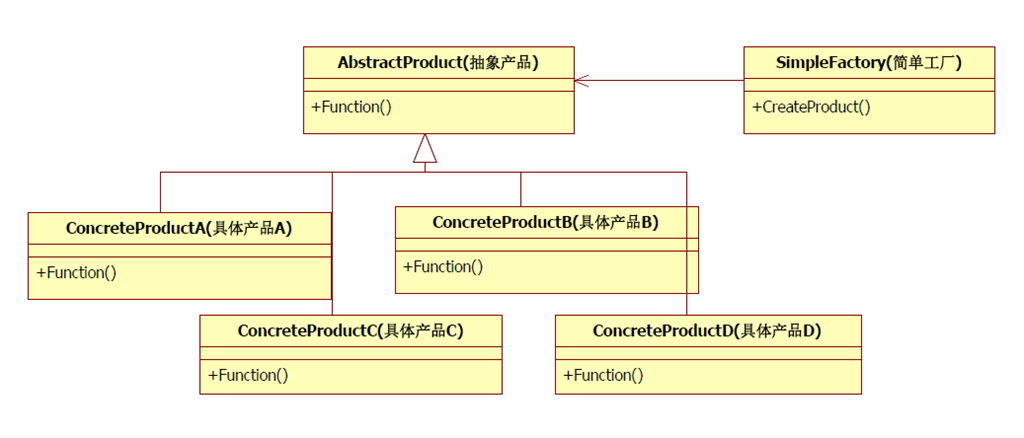 AbstractProduct(抽象产品)
+Function()
SimpleFactory(简单工厂)
+CreateProduct()
ConcreteProductA(具体产品A)
+Function()
ConcreteProductB(具体产品B)
+Function()
ConcreteProductC(具体产品C)
+Function()
ConcreteProductD(具体产品D)
+Function()